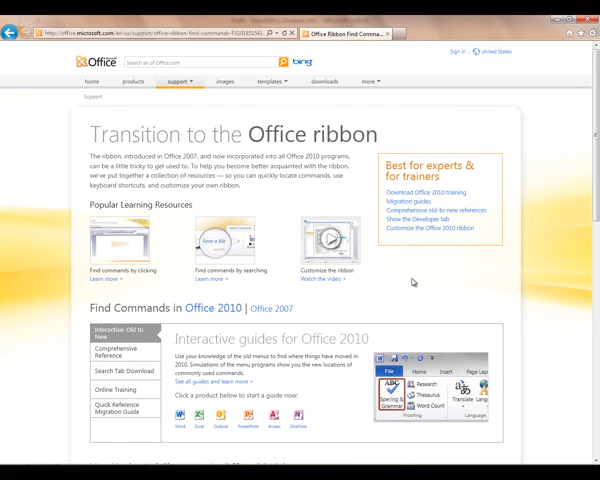 http://office.microsoft.com/en-us/support/office-ribbon-find-commands-FX101851541.
Office Ribbon Find Comma...
Sign In | United States
Office
Search all of Office.com
bing
home products support images templates downloads more
Support
Transition to the Office ribbon
The ribbon, introduced in Office 2007, and now incorporated into all Office 2010 programs,
can be a little tricky to get used to. To help you become better acquainted with the ribbon,
we've put together a collection of resources — so you can quickly locate commands, use
keyboard shortcuts, and customize your own ribbon.
Best for experts &
for trainers
Download Office 2010 training
Migration guides
Comprehensive old-to-new references
Show the Developer tab
Customize the Office 2010 ribbon
Popular Learning Resources
Save a file
Find commands by clicking
Learn more >
Find commands by searching
Learn more >
Customize the ribbon
Watch the video >
Find Commands in Office 2010 | Office 2007
Interactive: Old to
New
Comprehensive
Reference
Search Tab Download
Online Training
Quick Reference
Migration Guide
Interactive guides for Office 2010
Use your knowledge of the old menus to find where things have moved in
2010. Simulations of the menu programs show you the new locations of
commonly used commands.
See all guides and learn more >
Click a product below to start a guide now:
Word Excel Outlook PowerPoint Access OneNote
File Home Insert Page Layo
ABC
Spelling &
Grammar
Research
Thesaurus
Word Count
Translate
Proofing
Language